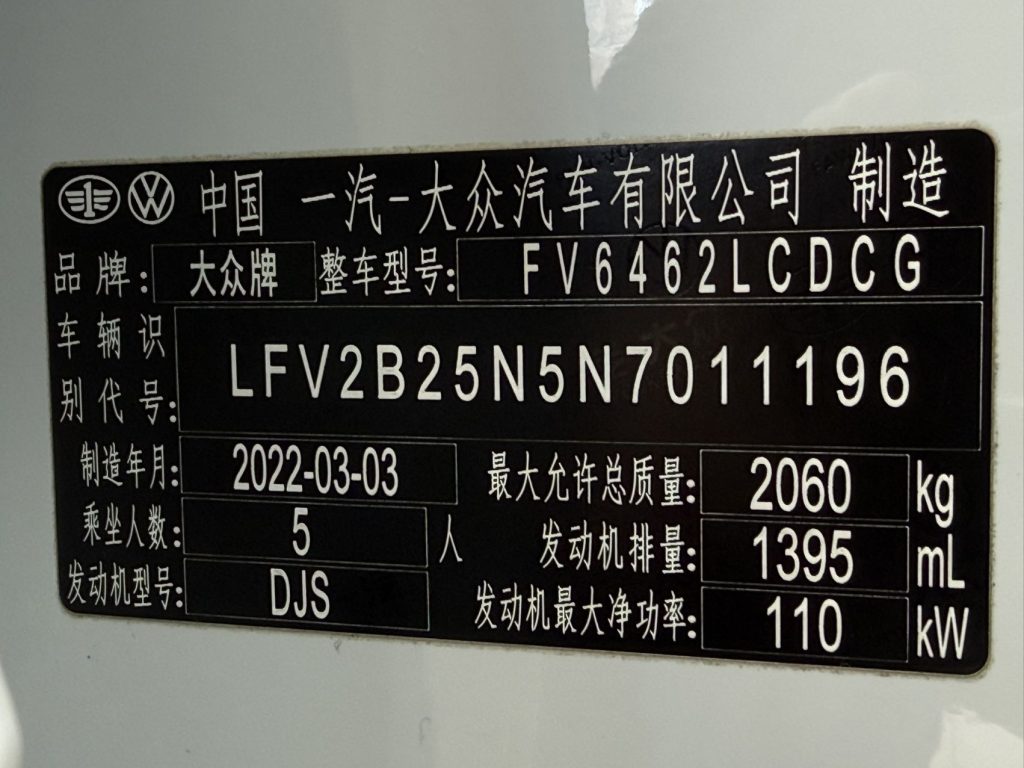 中国 一汽-大众汽车有限公司 制造
品牌: 大众牌 整车型号: FV6462LCDCG
车辆识别代号: LFV2B25N5N7011196
制造年月: 2022-03-03 最大允许总质量: 2060 kg
乘坐人数: 5 人 发动机排量: 1395 mL
发动机型号: DJS 发动机最大净功率: 110 kW